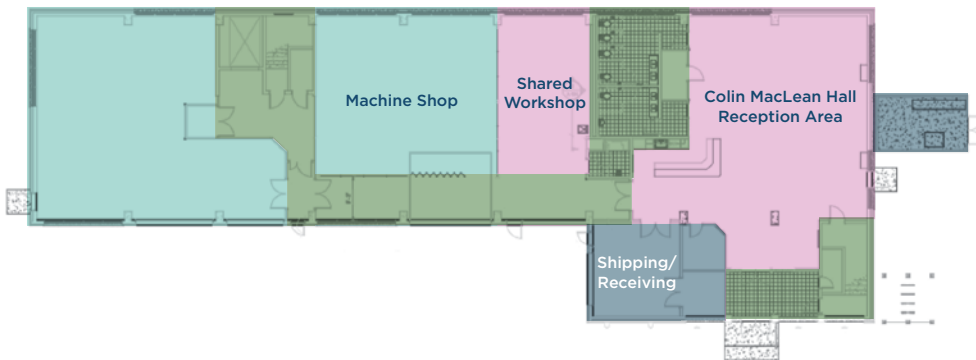 Machine Shop
Shared
Workshop
Colin MacLean Hall
Reception Area
Shipping/
Receiving